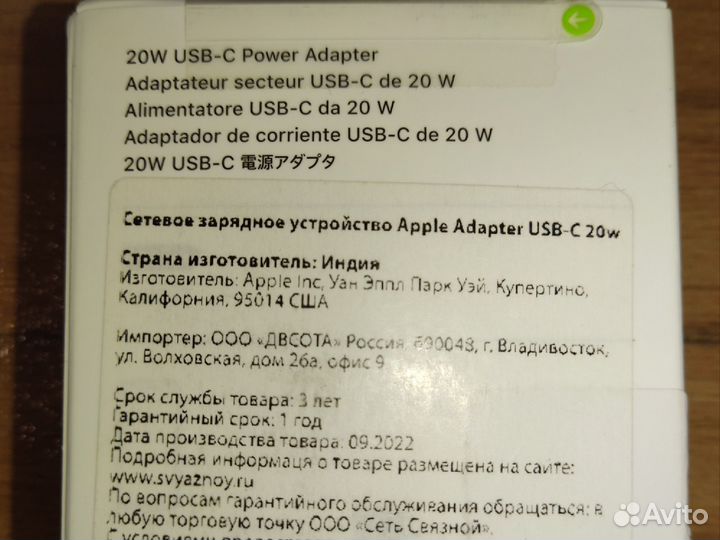 20W USB-C Power Adapter
Adaptateur secteur USB-C de 20 W
Alimentatore USB-C da 20 W
Adaptador de corriente USB-C de 20 W
20W USB-C 電源アダプタ
Сетевое зарядное устройство Apple Adapter USB-C 20w
Страна изготовитель: Индия
Изготовитель: Apple Inc, Уан Эппл Парк Уэй, Купертино,
Калифорния, 95014 США
Импортер: ООО «ДВСОТА» Россия, 690048, г. Владивосток,
ул. Волховская, дом 26а, офис 9
Срок службы товара: 3 лет
Гарантийный срок: 1 год
Дата производства товара: 09.2022
Подробная информация о товаре размещена на сайте:
www.svyaznoy.ru
По вопросам гарантийного обслуживания обращаться: в
любую торговую точку ООО «Сеть Связной».
С условиями
Avito